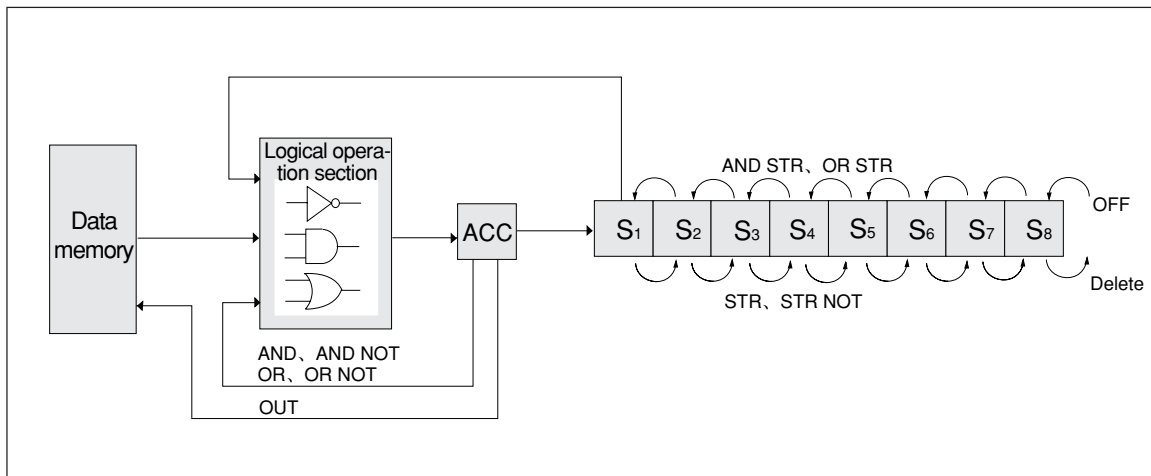 Logical opera-
tion section
Data
memory
ACC
AND STR、OR STR
OFF
S1 S2 S3 S4 S5 S6 S7 S8
Delete
STR、STR NOT
AND、AND NOT
OR、OR NOT
OUT